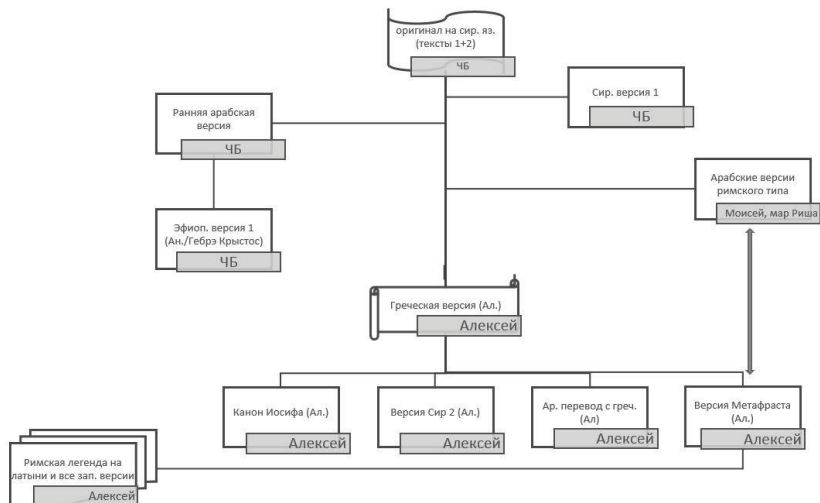 оригинал на сир. яз.
(тексты 1+2)
ЧБ
Сир. версия 1
ЧБ
Ранняя арабская
версия
ЧБ
Арабские версии
римского типа
Моисей, мар Риша
Эфиоп. версия 1
(Ан./Гебрэ Крыстос)
ЧБ
Греческая версия (Ал.)
Алексей
Канон Иосифа (Ал.)
Алексей
Версия Сир 2 (Ал.)
Алексей
Ар. перевод с греч.
(Ал)
Алексей
Версия Метафраста
(Ал.)
Алексей
Римская легенда на
латыни и все зап. версии
Алексей